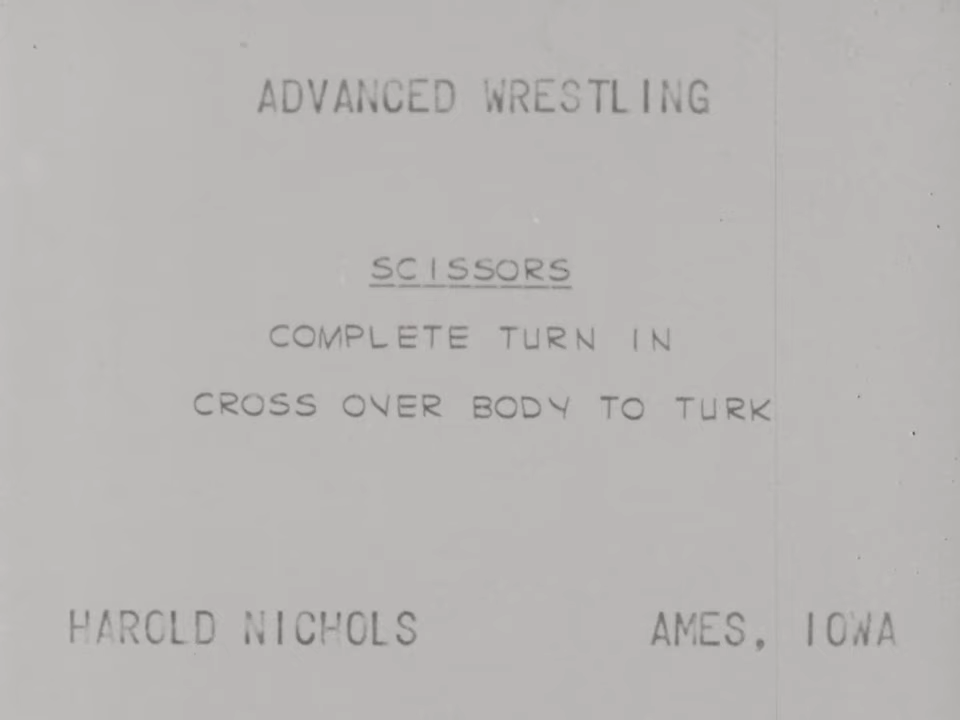 ADVANCED WRESTLING
SCISSORS
COMPLETE TURN IN
CROSS OVER BODY TO TURK
HAROLD NICHOLS AMES, IOWA